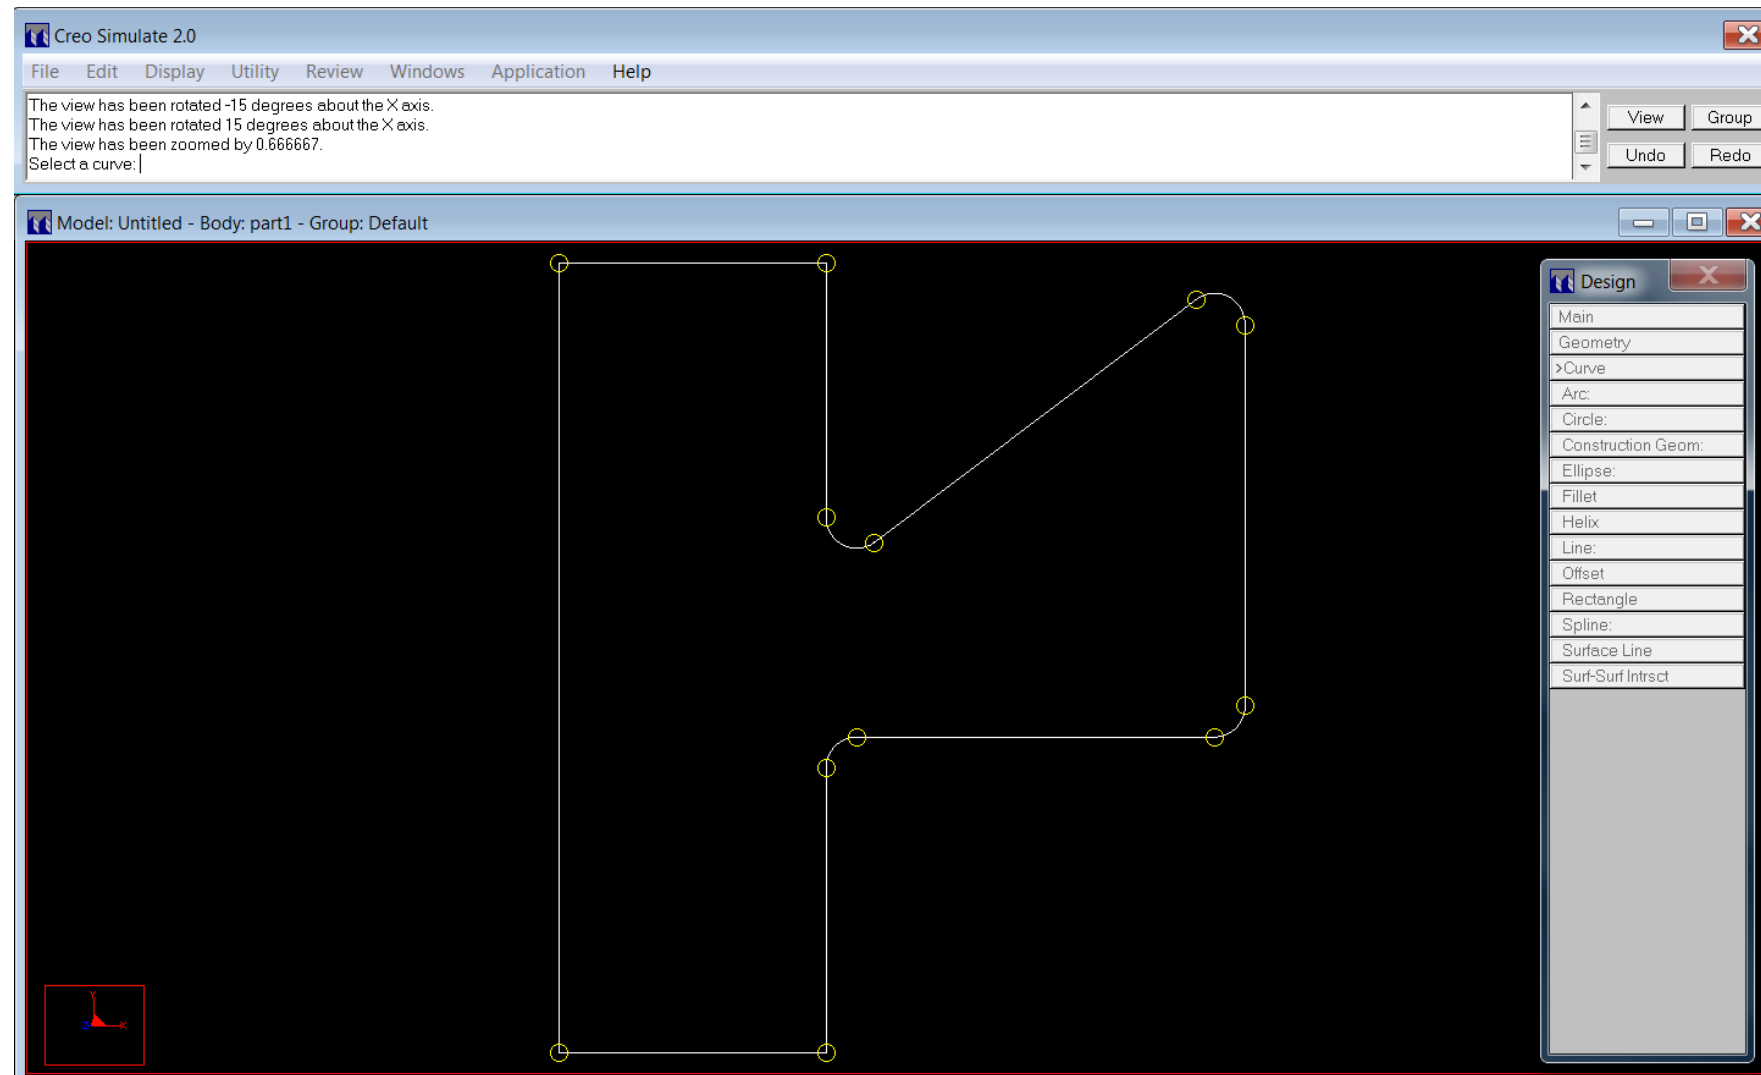 Creo Simulate 2.0
File Edit Display Utility Review Windows Application Help
The view has been rotated -15 degrees about the X axis.
The view has been rotated 15 degrees about the X axis.
The view has been zoomed by 0.666667.
Select a curve:
View Group
Undo Redo
Model: Untitled - Body: part1 - Group: Default
Design
Main
Geometry
>Curve
Arc:
Circle:
Construction Geom:
Ellipse:
Fillet
Helix
Line:
Offset
Rectangle
Spline:
Surface Line
Surf-Surf Intrsct
Y
Z X